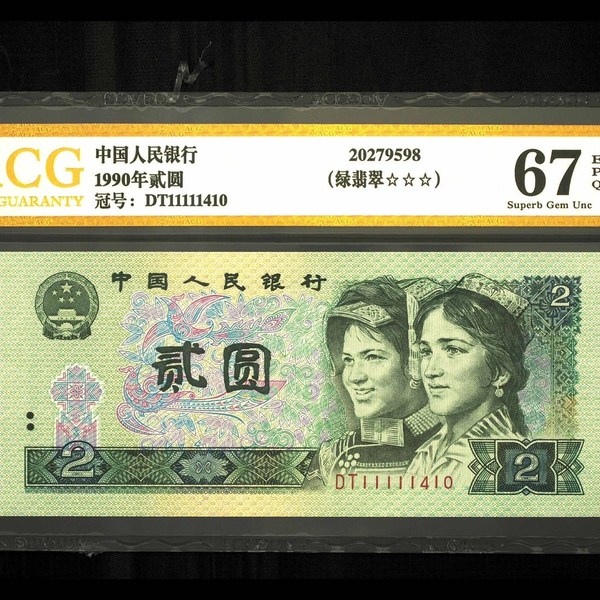 ACG
GUARANTY
中国人民银行
1990年贰圆
冠号：DT11111410
20279598
（绿翡翠☆☆☆）
67
E
P
Q
Superb Gem Unc
中国人民银行
2
贰圆
2
2
DT11111410